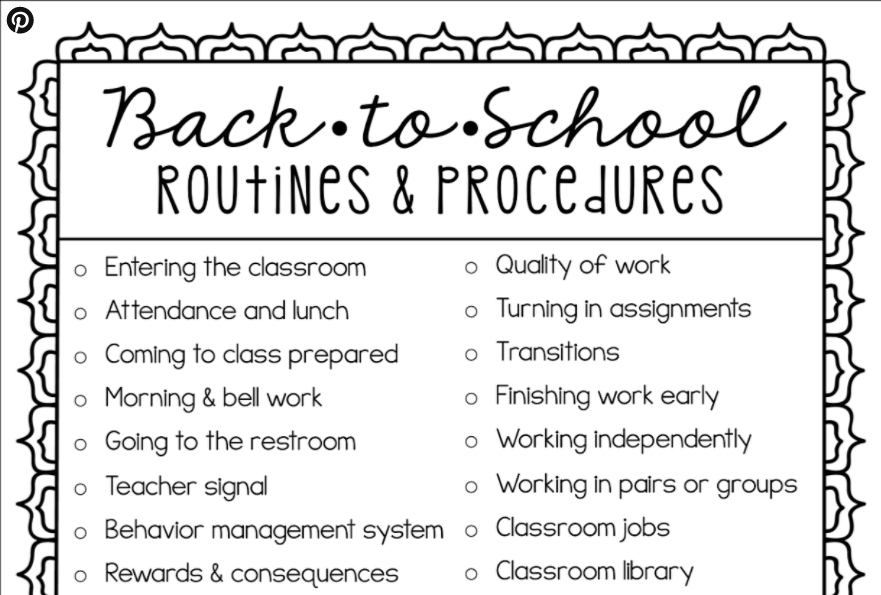 Back•to•School
ROUtiNES & PROCEdURES
○ Entering the classroom
○ Attendance and lunch
○ Coming to class prepared
○ Morning & bell work
○ Going to the restroom
○ Teacher signal
○ Behavior management system
○ Rewards & consequences
○ Quality of work
○ Turning in assignments
○ Transitions
○ Finishing work early
○ Working independently
○ Working in pairs or groups
○ Classroom jobs
○ Classroom library